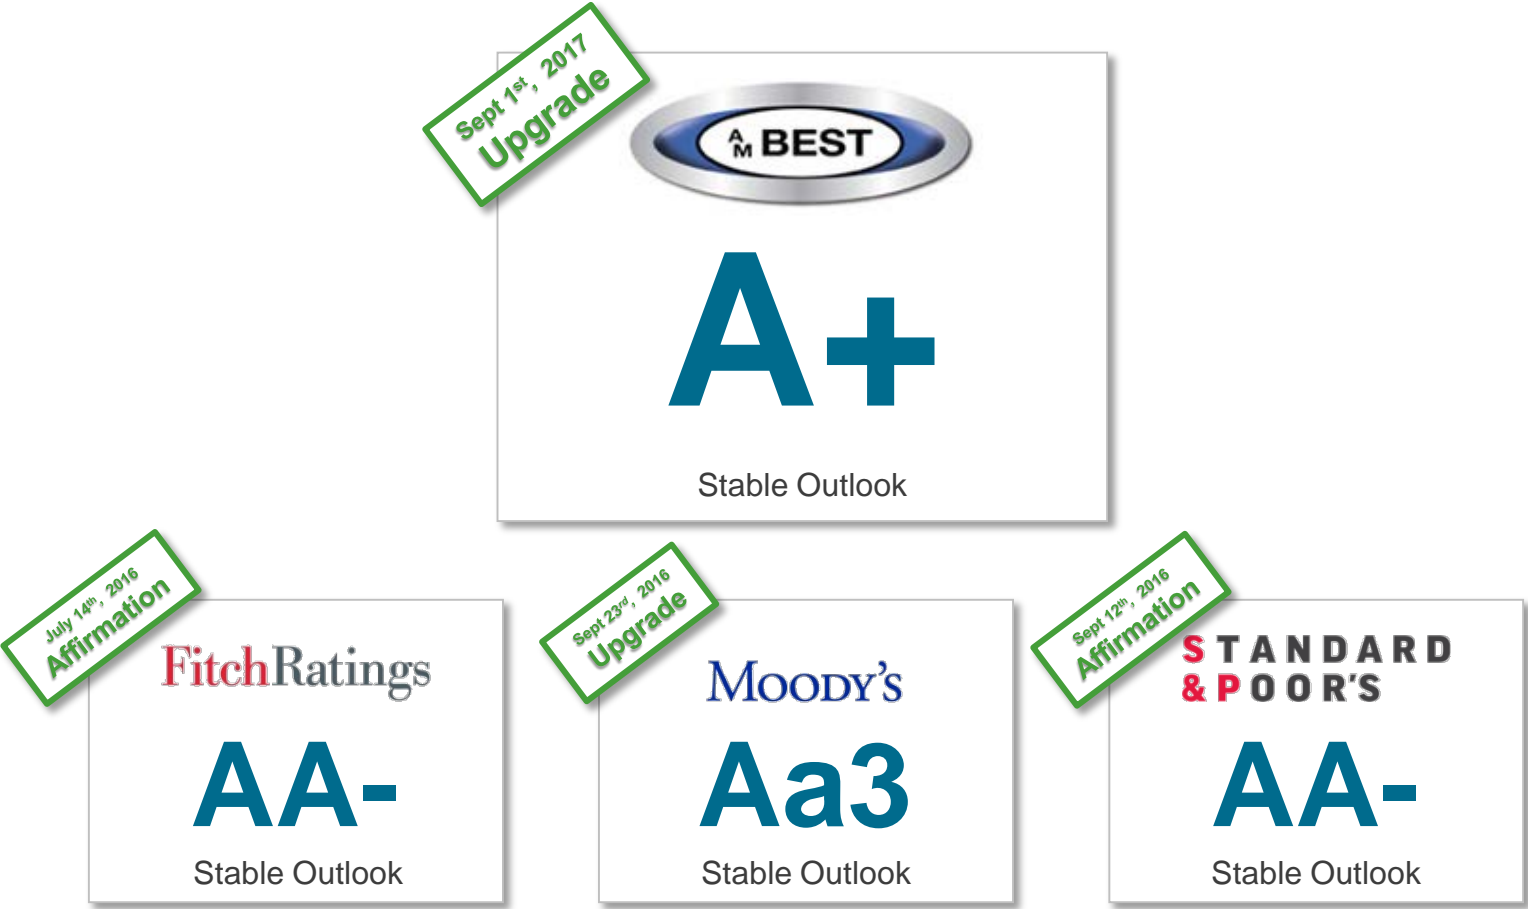 Sept 1st, 2017
Upgrade
AM BEST
A+
Stable Outlook
July 14th, 2016
Affirmation
FitchRatings
AA-
Stable Outlook
Sept 23rd, 2016
Upgrade
MOODY'S
Aa3
Stable Outlook
Sept 12th, 2016
Affirmation
STANDARD
&POOR'S
AA-
Stable Outlook